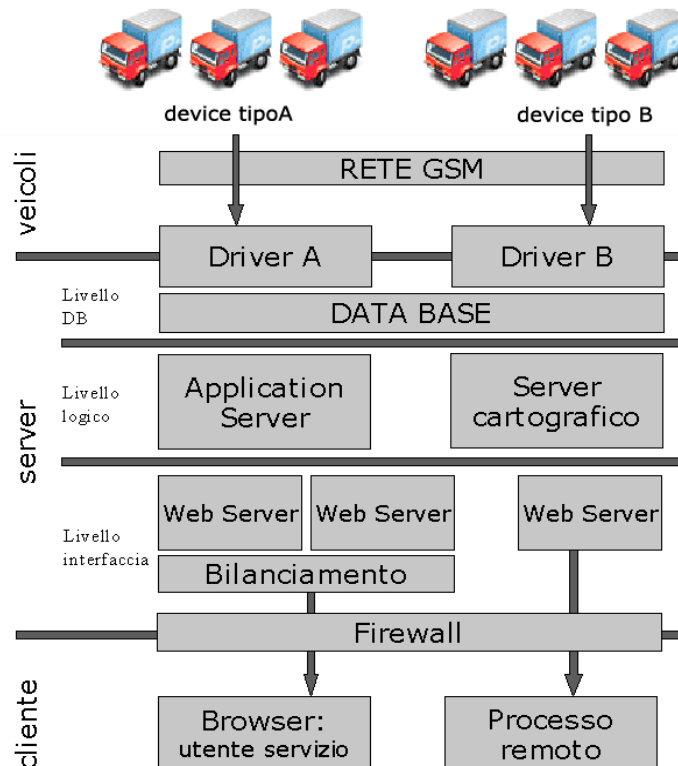 device tipoA
device tipo B
veicoli
RETE GSM
Driver A
Driver B
Livello
DB
DATA BASE
server
Livello
logico
Application
Server
Server
cartografico
Livello
interfaccia
Web Server
Web Server
Web Server
Bilanciamento
Firewall
cliente
Browser:
utente servizio
Processo
remoto